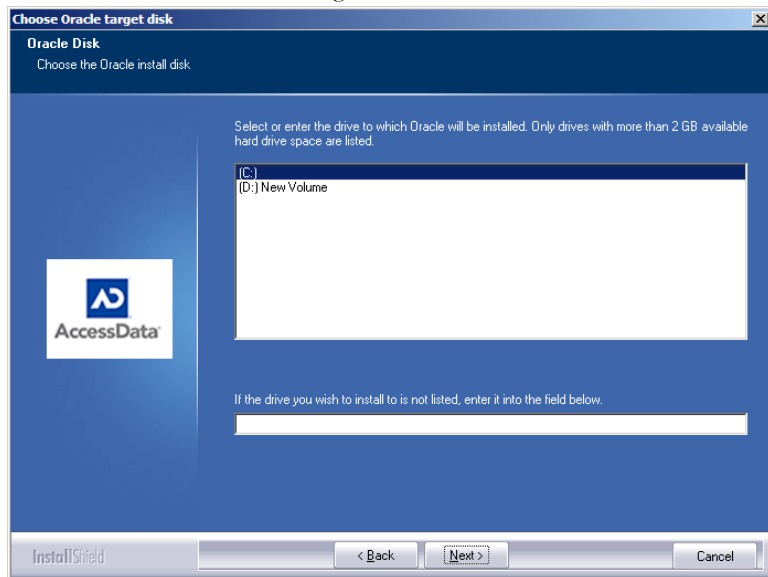 Choose Oracle target disk
Oracle Disk
Choose the Oracle install disk
Select or enter the drive to which Oracle will be installed. Only drives with more than 2 GB available
hard drive space are listed.
(C:)
(D:) New Volume
AccessData
If the drive you wish to install to is not listed, enter it into the field below.
InstallShield
< Back
Next >
Cancel